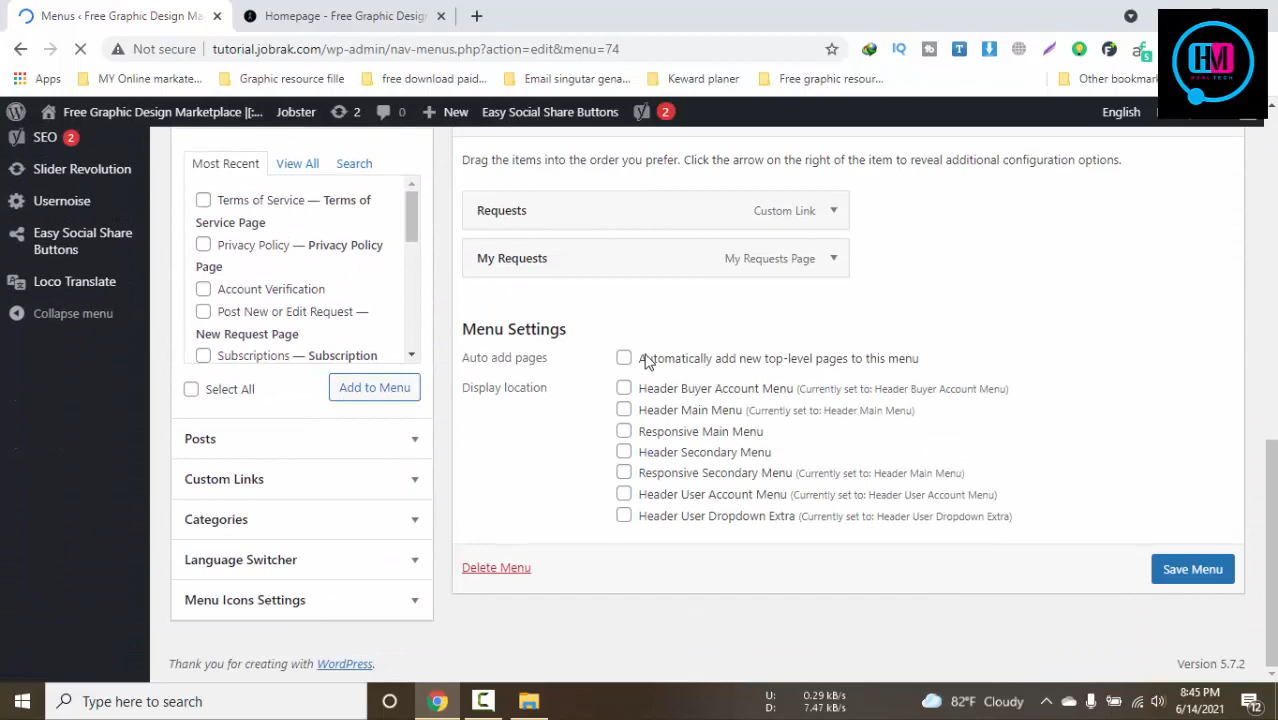 Menus ‹ Free Graphic Design Ma
Homepage - Free Graphic Desig
Not secure
tutorial.jobrak.com/wp-admin/nav-menus.php?action=edit&menu=74
Apps
MY Online markate...
Graphic resource file
free download paid...
Email singutar gena...
Keward priner
Free graphic resour...
Other bookmark
HM
Free Graphic Design Marketplace |[:...
Jobster
2
0
New
Easy Social Share Buttons
2
English
SEO 2
Slider Revolution
Usernoise
Easy Social Share
Buttons
Loco Translate
Collapse menu
Most Recent
View All
Search
Terms of Service — Terms of
Service Page
Privacy Policy — Privacy Policy
Page
Account Verification
Post New or Edit Request —
New Request Page
Subscriptions — Subscription
Select All
Add to Menu
Posts
Custom Links
Categories
Language Switcher
Menu Icons Settings
Drag the items into the order you prefer. Click the arrow on the right of the item to reveal additional configuration options.
Requests
Custom Link
My Requests
My Requests Page
Menu Settings
Auto add pages
Automatically add new top-level pages to this menu
Display location
Header Buyer Account Menu (Currently set to: Header Buyer Account Menu)
Header Main Menu (Currently set to: Header Main Menu)
Responsive Main Menu
Header Secondary Menu
Responsive Secondary Menu (Currently set to: Header Main Menu)
Header User Account Menu (Currently set to: Header User Account Menu)
Header User Dropdown Extra (Currently set to: Header User Dropdown Extra)
Delete Menu
Save Menu
Thank you for creating with WordPress.
Version 5.7.2
Type here to search
U: 0.29 kB/s
D: 7.47 kB/s
82°F Cloudy
8:45 PM
6/14/2021
12